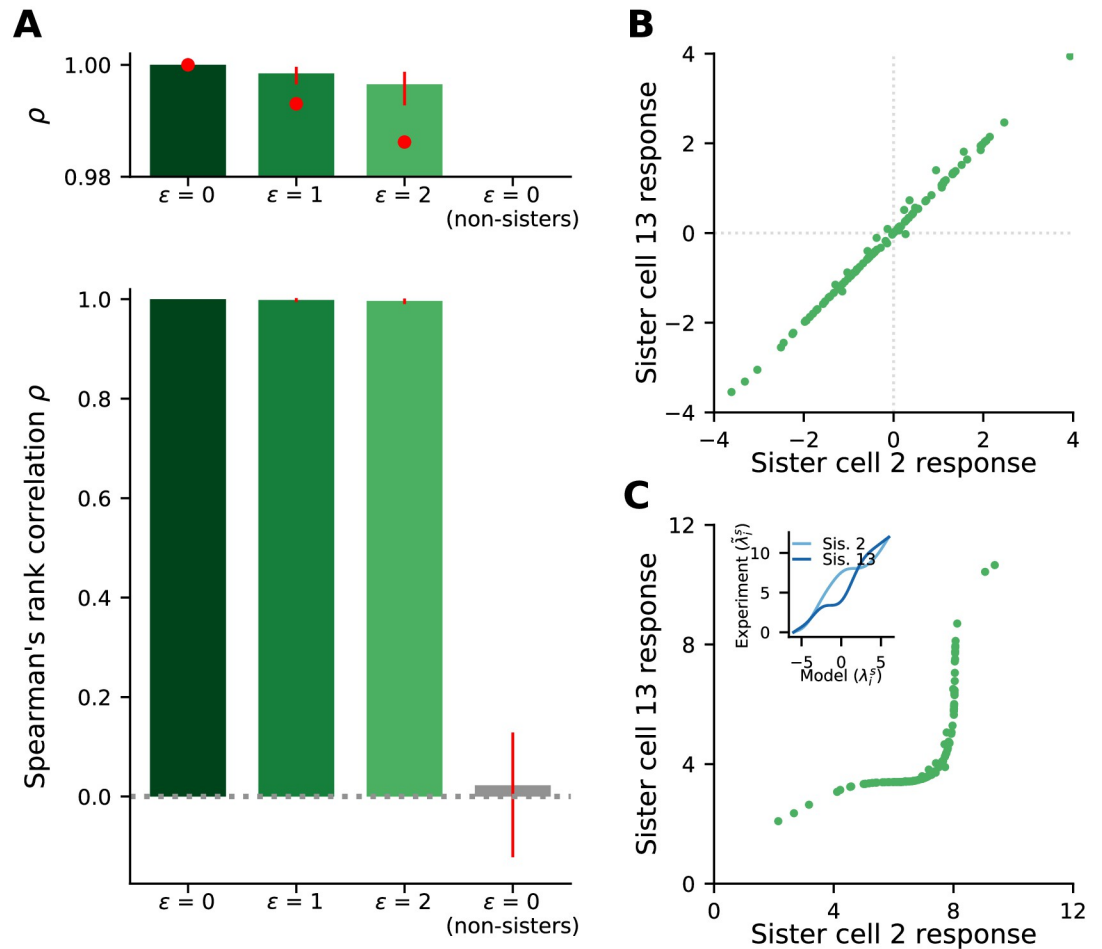 A
1.00
ρ
0.98
ε = 0
ε = 1
ε = 2
ε = 0
(non-sisters)
1.0
0.8
0.6
0.4
0.2
0.0
Spearman's rank correlation ρ
ε = 0
ε = 1
ε = 2
ε = 0
(non-sisters)
B
4
2
0
−2
−4
Sister cell 13 response
−4
−2
0
2
4
Sister cell 2 response
C
12
8
4
0
Sister cell 13 response
Sis. 2
Sis. 13
10
5
0
Experiment (λ̃ᵢˢ)
−5
0
5
Model (λᵢˢ)
0
4
8
12
Sister cell 2 response